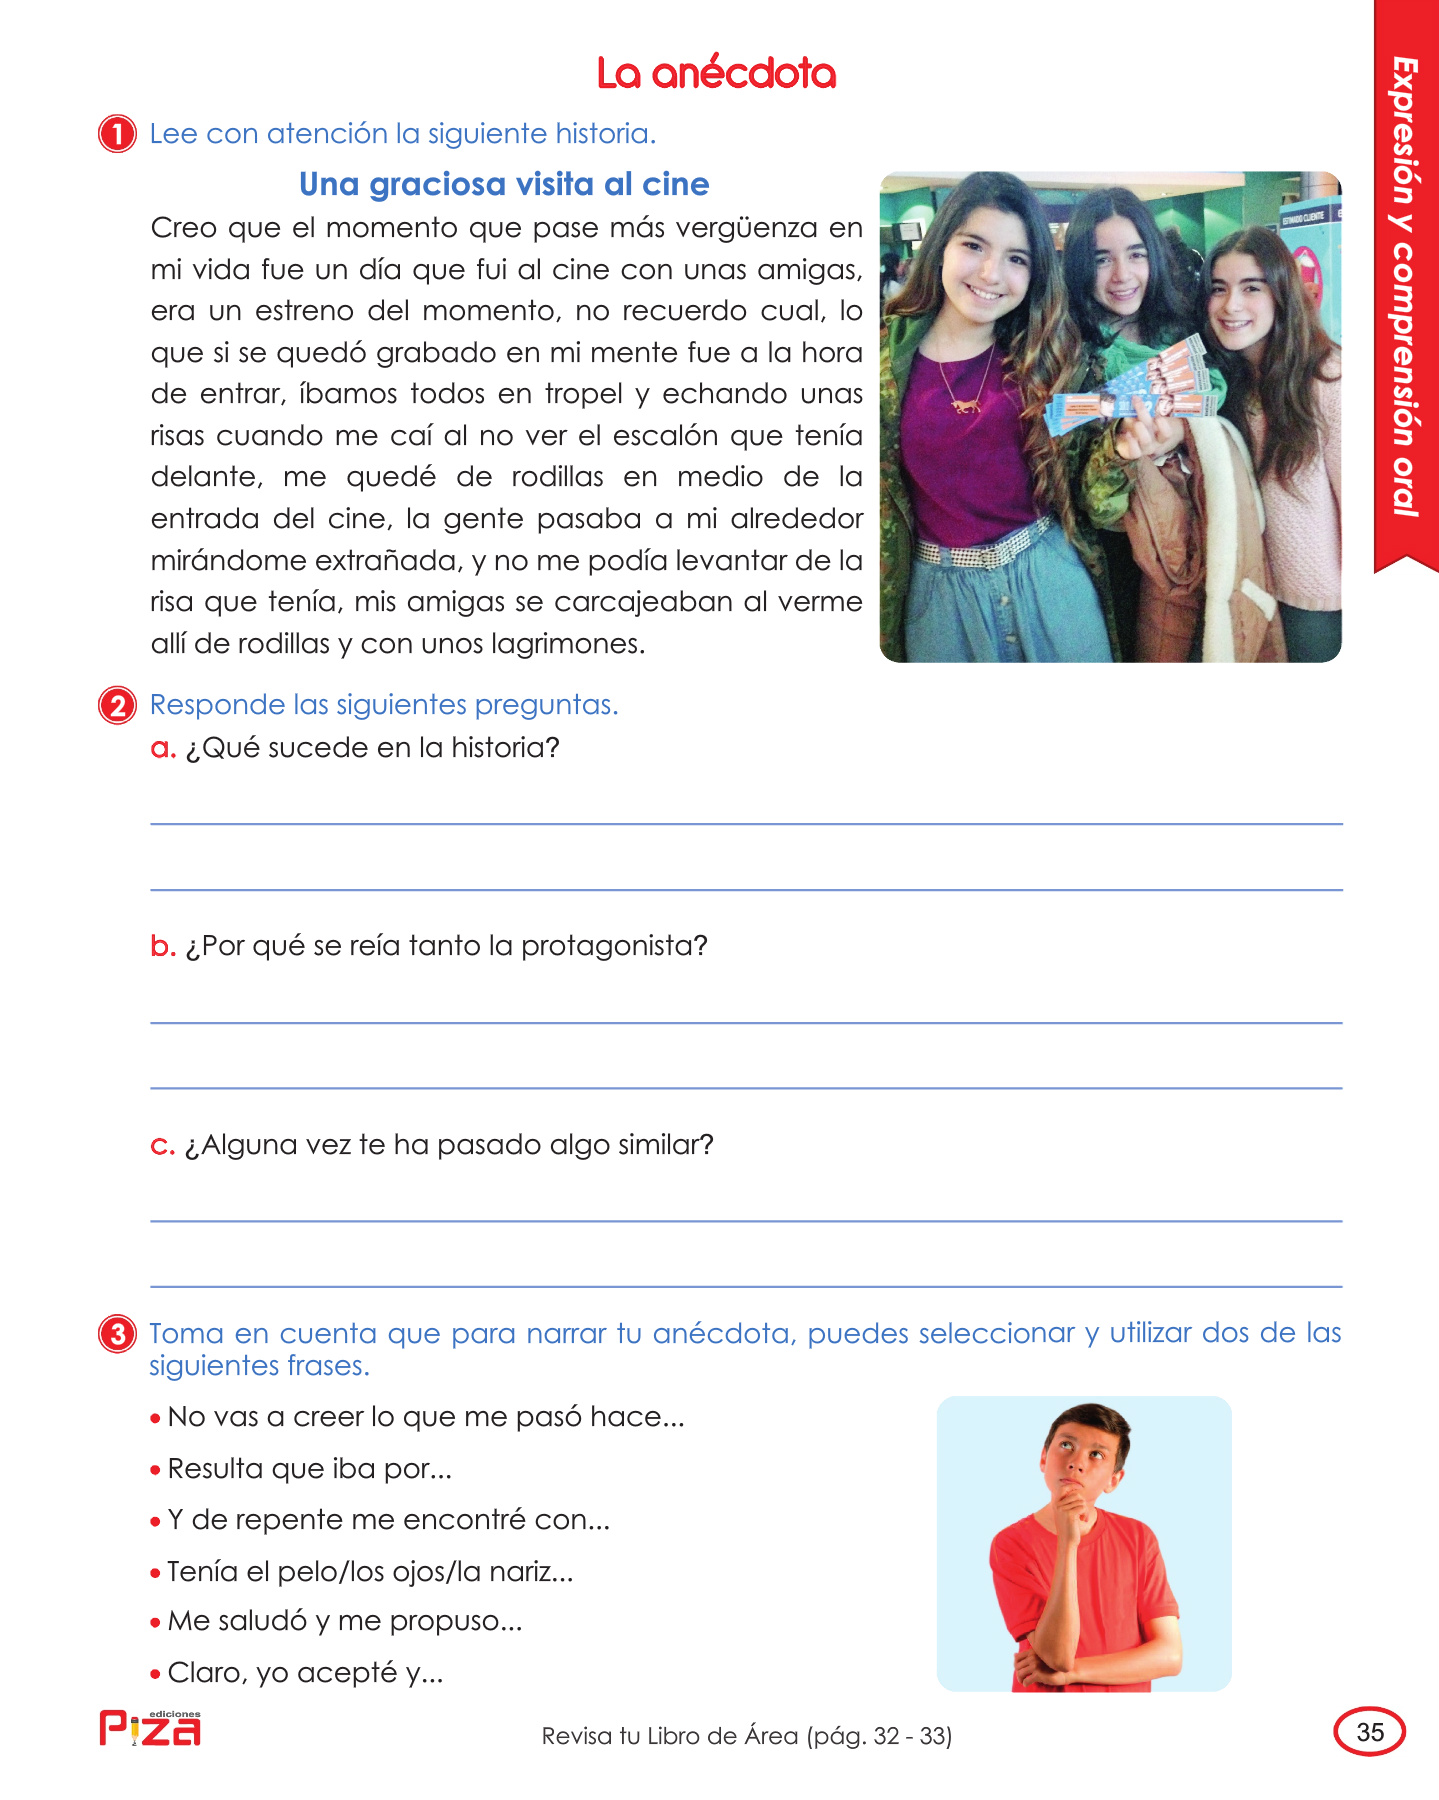 La anécdota
Expresión y comprensión oral
1 Lee con atención la siguiente historia.
Una graciosa visita al cine
Creo que el momento que pase más vergüenza en
mi vida fue un día que fui al cine con unas amigas,
era un estreno del momento, no recuerdo cual, lo
que si se quedó grabado en mi mente fue a la hora
de entrar, íbamos todos en tropel y echando unas
risas cuando me caí al no ver el escalón que tenía
delante, me quedé de rodillas en medio de la
entrada del cine, la gente pasaba a mi alrededor
mirándome extrañada, y no me podía levantar de la
risa que tenía, mis amigas se carcajeaban al verme
allí de rodillas y con unos lagrimones.
ESTIMADO CLIENTE
2 Responde las siguientes preguntas.
a. ¿Qué sucede en la historia?
b. ¿Por qué se reía tanto la protagonista?
c. ¿Alguna vez te ha pasado algo similar?
3 Toma en cuenta que para narrar tu anécdota, puedes seleccionar y utilizar dos de las
siguientes frases.
• No vas a creer lo que me pasó hace...
• Resulta que iba por...
• Y de repente me encontré con...
• Tenía el pelo/los ojos/la nariz...
• Me saludó y me propuso...
• Claro, yo acepté y...
ediciones
Piza
Revisa tu Libro de Área (pág. 32 - 33)
35